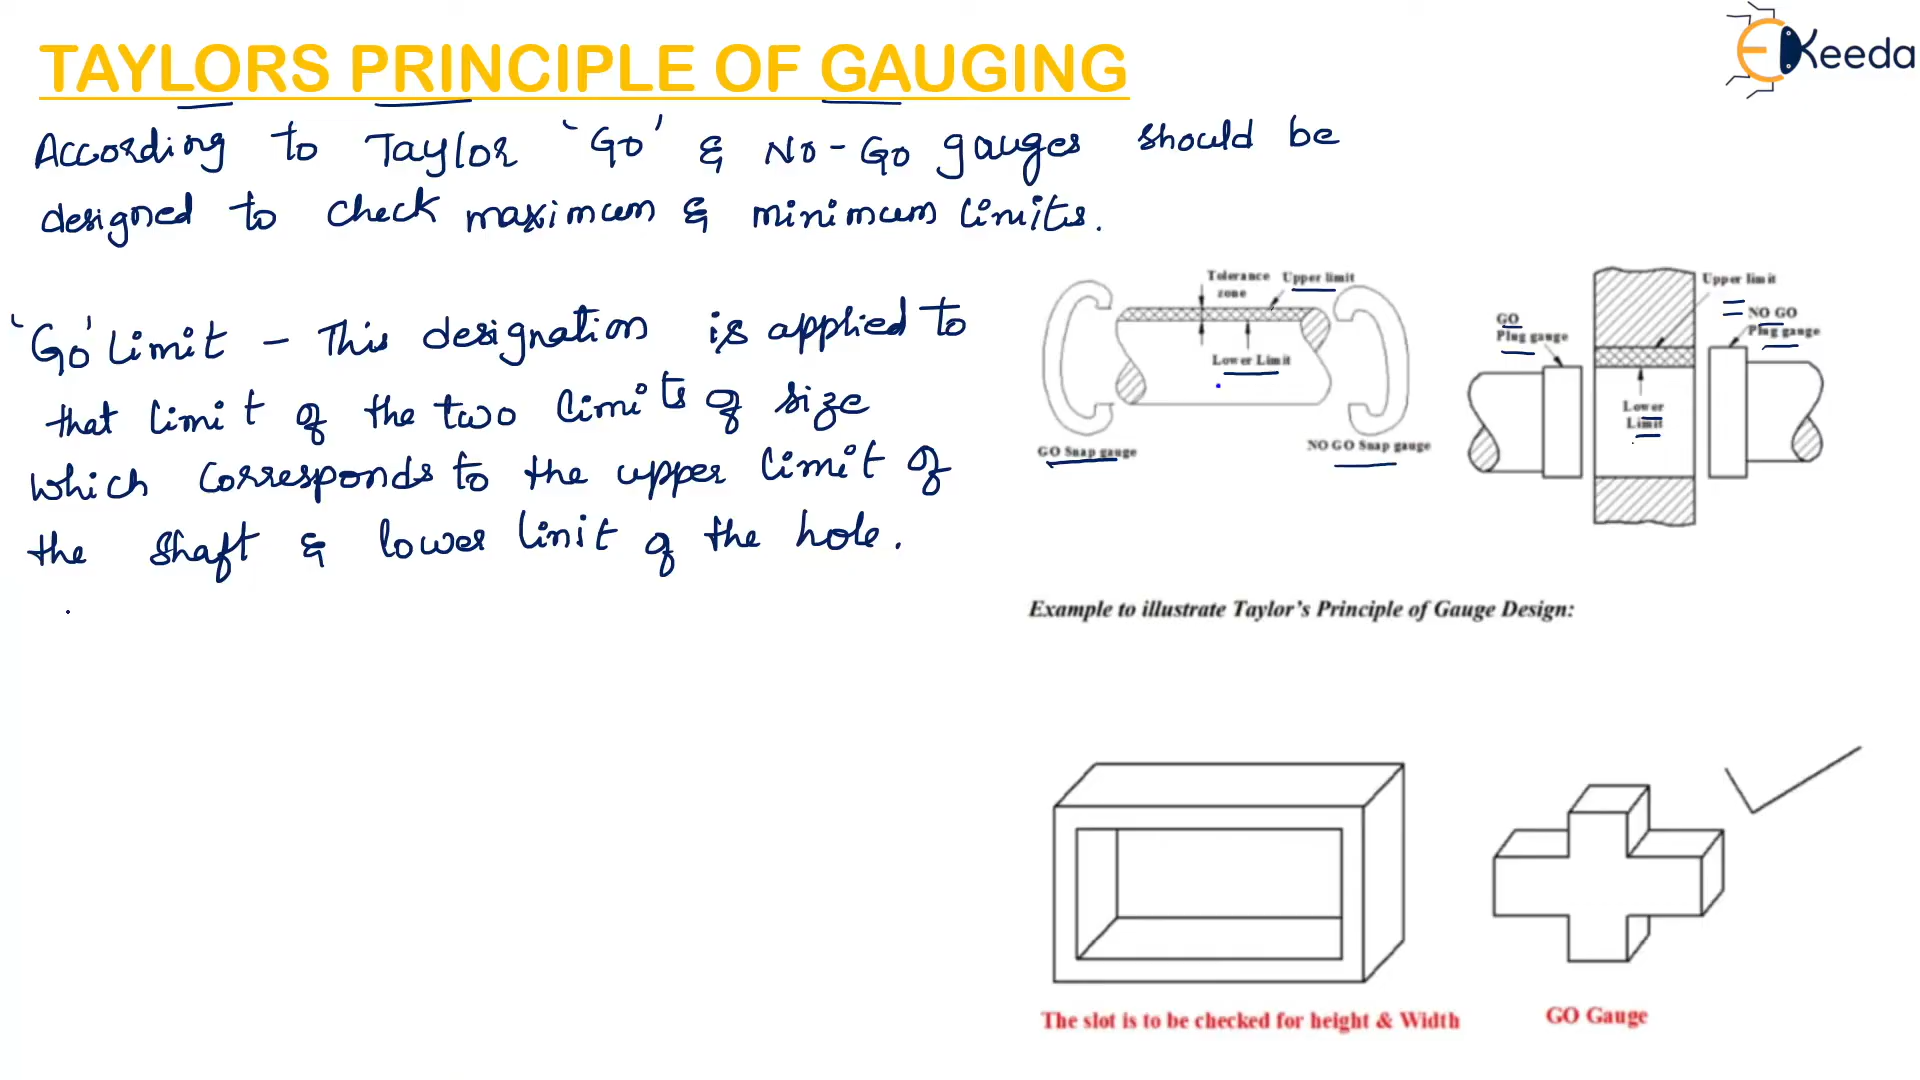 TAYLORS PRINCIPLE OF GAUGING
EKeeda
According to Taylor 'Go' & No-Go gauges should be
designed to check maximum & minimum limits.
'Go' Limit - This designation is applied to
that limit of the two limits of size
which corresponds to the upper limit of
the shaft & lower limit of the hole.
Tolerance
zone
Upper limit
Lower Limit
GO Snap gauge
NO GO Snap gauge
GO
Plug gauge
Upper limit
NO GO
Plug gauge
Lower
Limit
Example to illustrate Taylor's Principle of Gauge Design:
The slot is to be checked for height & Width
GO Gauge